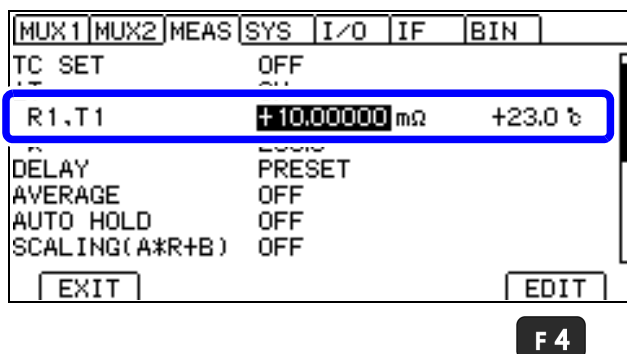 MUX1 MUX2 MEAS SYS I/O IF BIN
TC SET OFF
R1,T1 +10.00000 mΩ +23.0 ℃
DELAY PRESET
AVERAGE OFF
AUTO HOLD OFF
SCALING(A*R+B) OFF
EXIT EDIT
F4